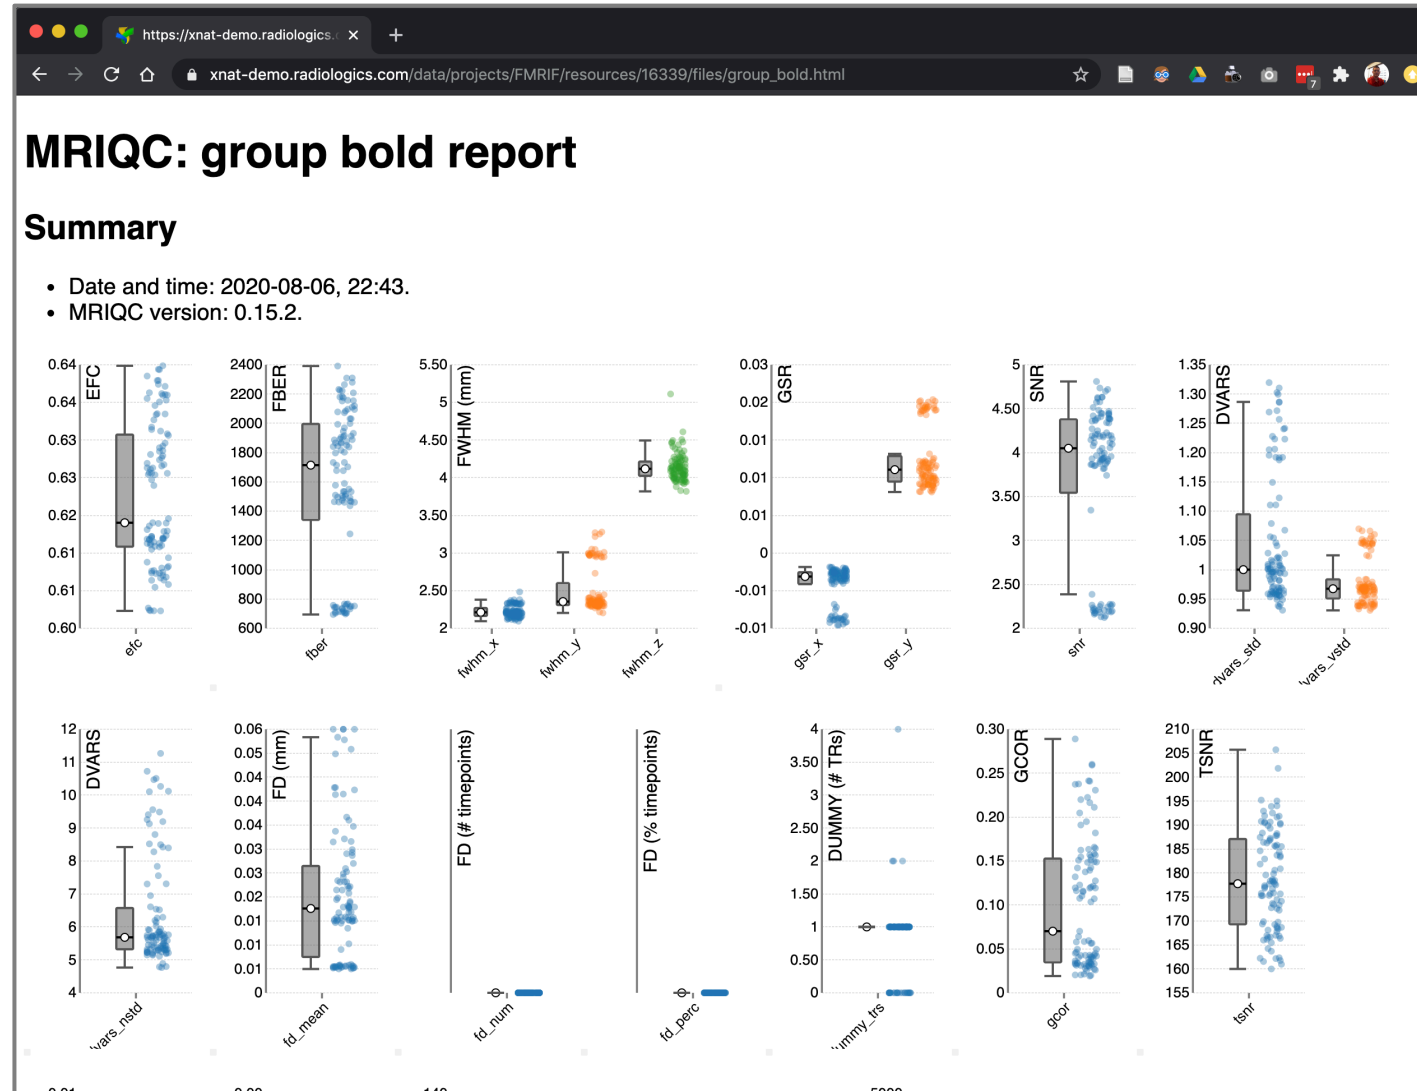 https://xnat-demo.radiologics.
xnat-demo.radiologics.com/data/projects/FMRIF/resources/16339/files/group_bold.html
7
MRIQC: group bold report
Summary
• Date and time: 2020-08-06, 22:43.
• MRIQC version: 0.15.2.
EFC
0.64
0.64
0.63
0.63
0.62
0.61
0.61
0.60
efc
FBER
2400
2200
2000
1800
1600
1400
1200
1000
800
600
fber
FWHM (mm)
5.50
5
4.50
4
3.50
3
2.50
2
fwhm_x
fwhm_y
fwhm_z
GSR
0.03
0.02
0.01
0.01
0.01
0
-0.01
-0.01
gsr_x
gsr_y
SNR
5
4.50
4
3.50
3
2.50
2
snr
DVARS
1.35
1.30
1.25
1.20
1.15
1.10
1.05
1
0.95
0.90
dvars_std
vars_vstd
DVARS
12
11
10
9
8
7
6
5
4
vars_nstd
FD (mm)
0.06
0.05
0.04
0.04
0.04
0.03
0.03
0.02
0.01
0.01
0.01
0
fd_mean
FD (# timepoints)
0
fd_num
FD (% timepoints)
0
fd_perc
DUMMY (# TRs)
4
3.50
3
2.50
2
1.50
1
0.50
0
ummy_trs
GCOR
0.30
0.25
0.20
0.15
0.10
0.05
0
gcor
TSNR
210
205
200
195
190
185
180
175
170
165
160
155
tsnr